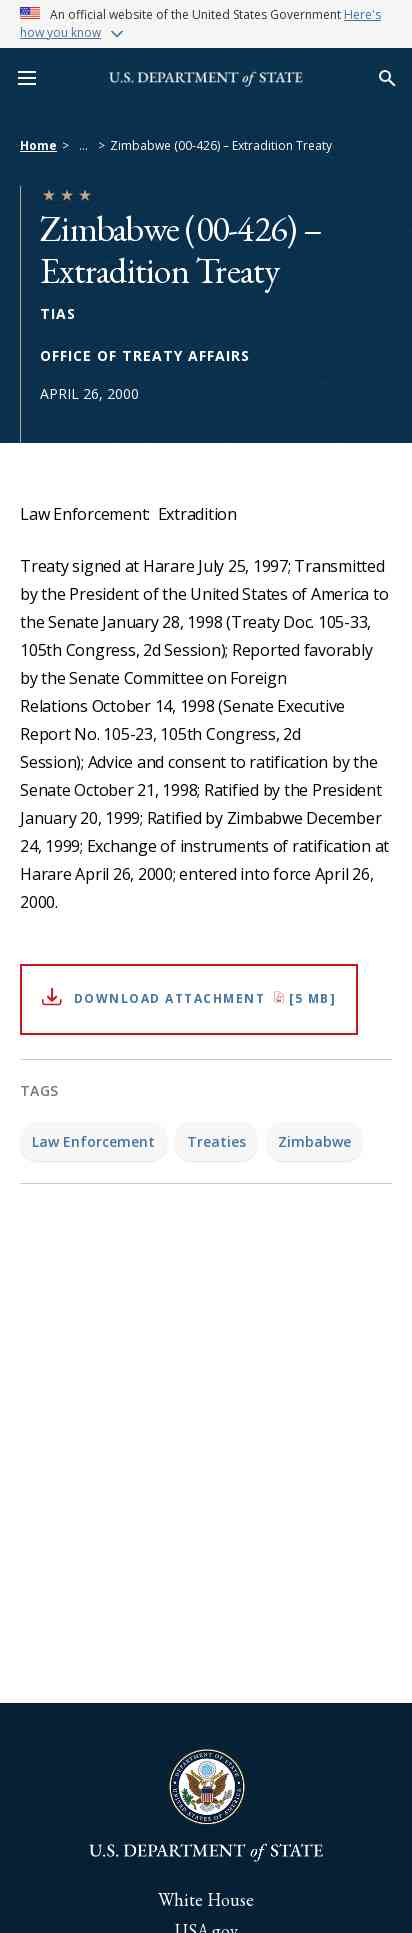 An official website of the United States Government Here's
how you know
U.S. DEPARTMENT of STATE
Home > ... > Zimbabwe (00-426) – Extradition Treaty
Zimbabwe (00-426) –
Extradition Treaty
TIAS
OFFICE OF TREATY AFFAIRS
APRIL 26, 2000
Law Enforcement:  Extradition
Treaty signed at Harare July 25, 1997; Transmitted
by the President of the United States of America to
the Senate January 28, 1998 (Treaty Doc. 105-33,
105th Congress, 2d Session); Reported favorably
by the Senate Committee on Foreign
Relations October 14, 1998 (Senate Executive
Report No. 105-23, 105th Congress, 2d
Session); Advice and consent to ratification by the
Senate October 21, 1998; Ratified by the President
January 20, 1999; Ratified by Zimbabwe December
24, 1999; Exchange of instruments of ratification at
Harare April 26, 2000; entered into force April 26,
2000.
DOWNLOAD ATTACHMENT [5 MB]
TAGS
Law Enforcement Treaties Zimbabwe
DEPARTMENT OF STATE
UNITED STATES OF AMERICA
U.S. DEPARTMENT of STATE
White House
USA.gov